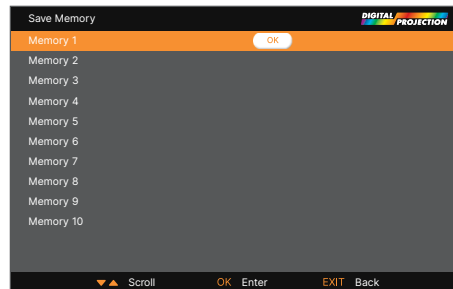 Save Memory
DIGITAL PROJECTION
Memory 1 OK
Memory 2
Memory 3
Memory 4
Memory 5
Memory 6
Memory 7
Memory 8
Memory 9
Memory 10
Scroll OK Enter EXIT Back